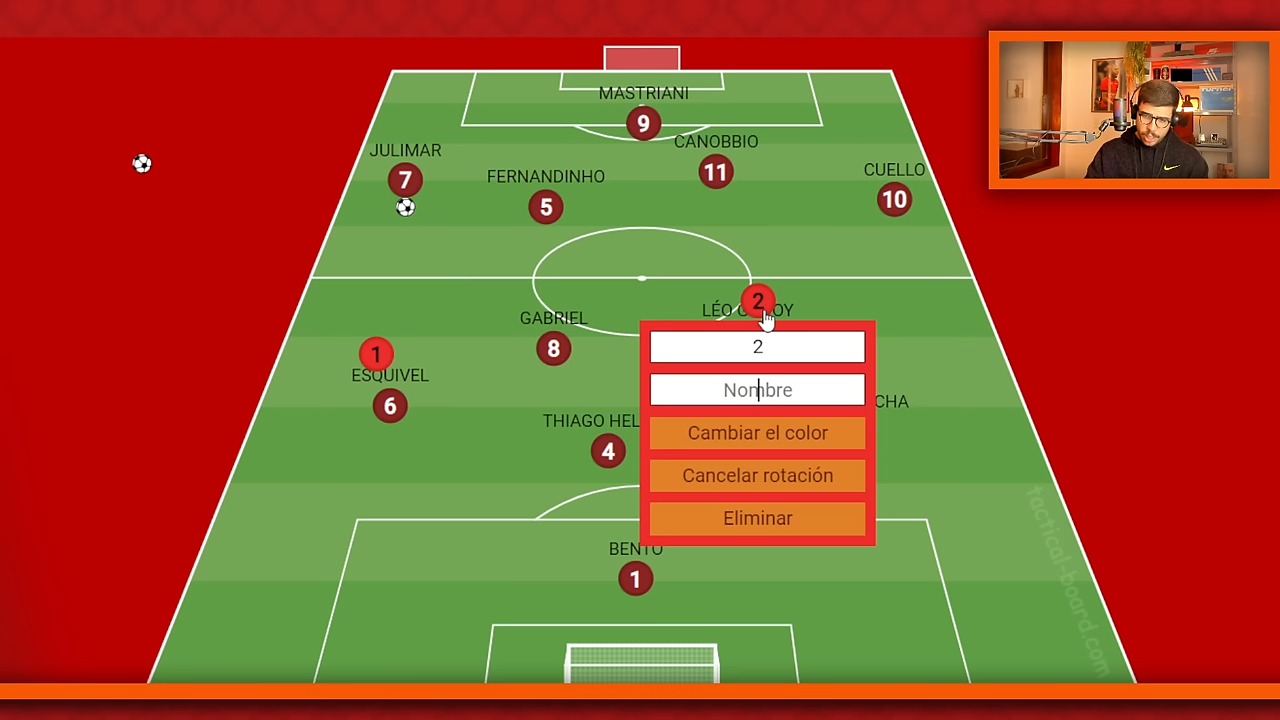 MASTRIANI
9
CANOBBIO
11
JULIMAR
7
CUELLO
10
FERNANDINHO
5
2
GABRIEL
8
1
ESQUIVEL
6
2
Nombre
CHA
THIAGO HEL
4
Cambiar el color
Cancelar rotación
Eliminar
BENTO
1
tactical-board.com